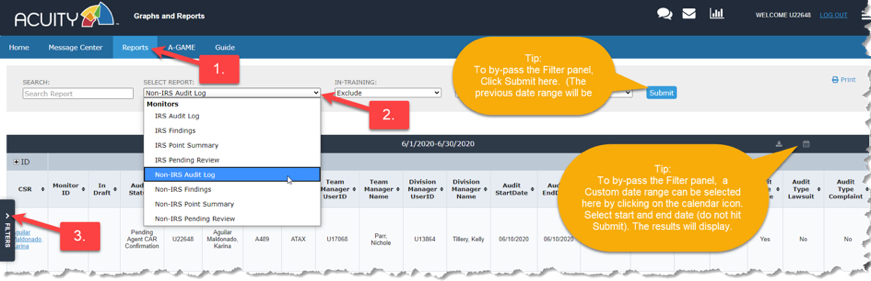 ACUITY
Graphs and Reports
WELCOME U22648 LOG OUT
Home Message Center Reports A-GAME Guide
1.
SEARCH: SELECT REPORT: IN-TRAINING:
Search Report Non-IRS Audit Log Exclude Submit
Print
Tip:
To by-pass the Filter panel,
Click Submit here. (The
previous date range will be
2.
Monitors
IRS Audit Log
IRS Findings
IRS Point Summary
IRS Pending Review
Non-IRS Audit Log
Non-IRS Findings
Non-IRS Point Summary
Non-IRS Pending Review
6/1/2020-6/30/2020
+ ID
CSR Monitor ID In Draft Team Manager UserID Team Manager Name Division Manager UserID Division Manager Name Audit StartDate Audit Audit Type Lawsuit Audit Type Complaint
Tip:
To by-pass the Filter panel, a
Custom date range can be selected
here by clicking on the calendar icon.
Select start and end date (do not hit
Submit). The results will display.
FILTERS
3.
Aguilar Maldonado, Karina Pending Agent CAR Confirmation U22648 Aguilar Maldonado, Karina A489 ATAX U17068 Parr, Nicole U13864 Tillery, Kelly 06/10/2020 06/10/2020 Yes No No